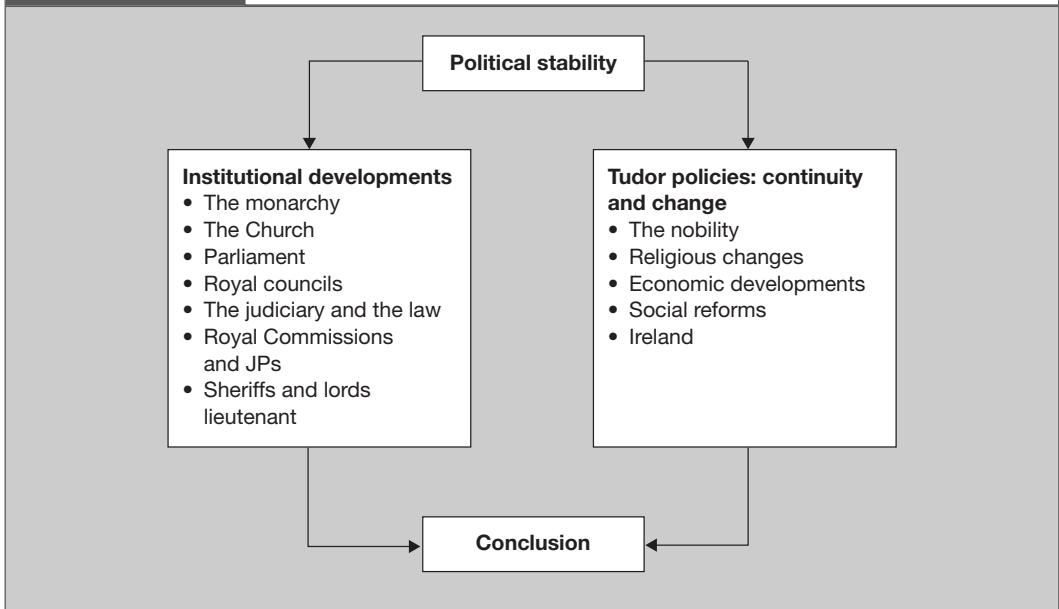 Political stability
Institutional developments
• The monarchy
• The Church
• Parliament
• Royal councils
• The judiciary and the law
• Royal Commissions
and JPs
• Sheriffs and lords
lieutenant
Tudor policies: continuity
and change
• The nobility
• Religious changes
• Economic developments
• Social reforms
• Ireland
Conclusion